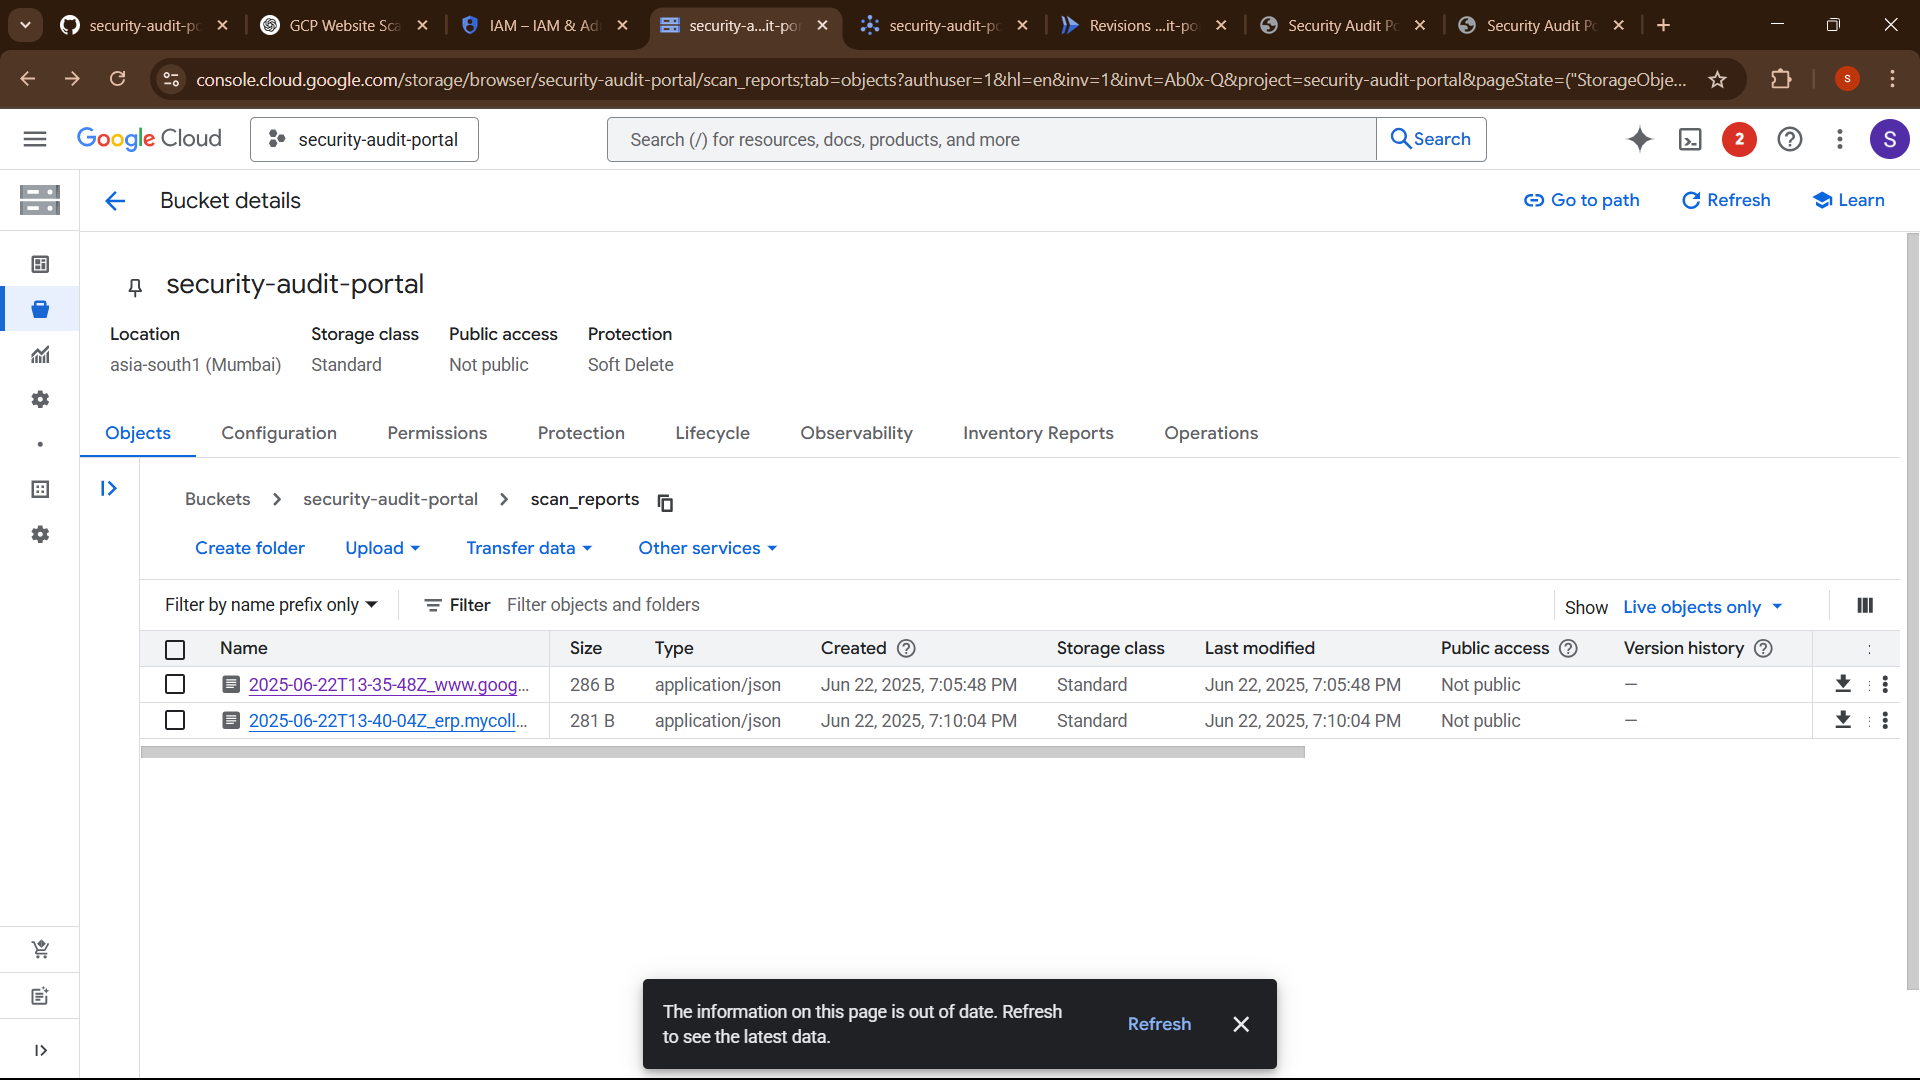 security-audit-po
GCP Website Sca
IAM – IAM & Ad
security-a...it-por
security-audit-po
Revisions ...it-po
Security Audit Po
Security Audit Po
console.cloud.google.com/storage/browser/security-audit-portal/scan_reports;tab=objects?authuser=1&hl=en&inv=1&invt=Ab0x-Q&project=security-audit-portal&pageState=("StorageObje...
S
Google Cloud
security-audit-portal
Search (/) for resources, docs, products, and more
Search
2
S
Bucket details
Go to path
Refresh
Learn
security-audit-portal
Location
Storage class
Public access
Protection
asia-south1 (Mumbai)
Standard
Not public
Soft Delete
Objects
Configuration
Permissions
Protection
Lifecycle
Observability
Inventory Reports
Operations
Buckets
security-audit-portal
scan_reports
Create folder
Upload
Transfer data
Other services
Filter by name prefix only
Filter
Filter objects and folders
Show
Live objects only
Name
Size
Type
Created
Storage class
Last modified
Public access
Version history
2025-06-22T13-35-48Z_www.goog...
286 B
application/json
Jun 22, 2025, 7:05:48 PM
Standard
Jun 22, 2025, 7:05:48 PM
Not public
—
2025-06-22T13-40-04Z_erp.mycoll...
281 B
application/json
Jun 22, 2025, 7:10:04 PM
Standard
Jun 22, 2025, 7:10:04 PM
Not public
—
The information on this page is out of date. Refresh
to see the latest data.
Refresh